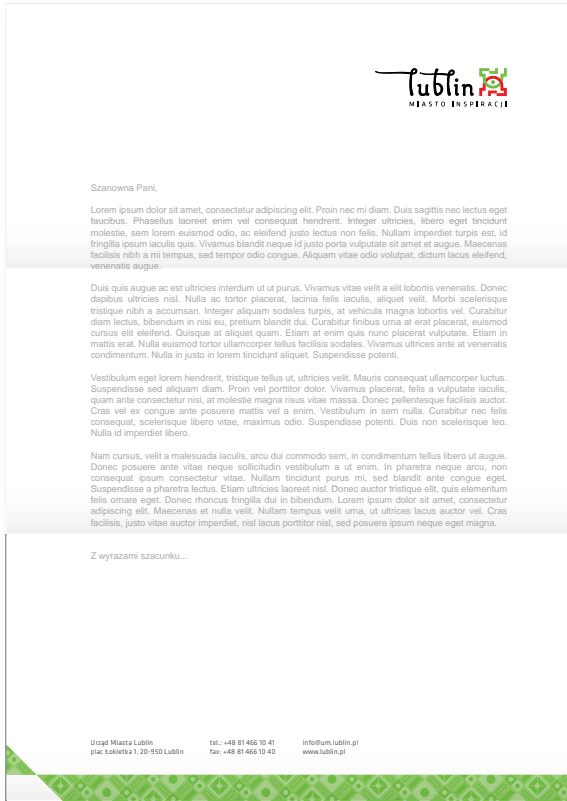 lublin
MIASTO INSPIRACJI
Szanowna Pani,
Lorem ipsum dolor sit amet, consectetur adipiscing elit. Proin nec mi diam. Duis sagittis nec lectus eget
faucibus. Phasellus laoreet enim vel consequat hendrerit. Integer ultricies, libero eget tincidunt
molestie, sem lorem euismod odio, ac eleifend justo lectus non felis. Nullam imperdiet turpis est, id
fringilla ipsum iaculis quis. Vivamus blandit neque id justo porta vulputate sit amet et augue. Maecenas
facilisis nibh a mi tempus, sed tempor odio congue. Aliquam vitae odio volutpat, dictum lacus eleifend,
venenatis augue.
Duis quis augue ac est ultricies interdum ut ut purus. Vivamus vitae velit a elit lobortis venenatis. Donec
dapibus ultricies nisl. Nulla ac tortor placerat, lacinia felis iaculis, aliquet velit. Morbi scelerisque
tristique nibh a accumsan. Integer aliquam sodales turpis, at vehicula magna lobortis vel. Curabitur
diam lectus, bibendum in nisi eu, pretium blandit dui. Curabitur finibus urna at erat placerat, euismod
cursus elit eleifend. Quisque at aliquet quam. Etiam at enim quis nunc placerat vulputate. Etiam in
mattis erat. Nulla euismod tortor ullamcorper tellus facilisis sodales. Vivamus ultrices ante at venenatis
condimentum. Nulla in justo in lorem tincidunt aliquet. Suspendisse potenti.
Vestibulum eget lorem hendrerit, tristique tellus ut, ultricies velit. Mauris consequat ullamcorper luctus.
Suspendisse sed aliquam diam. Proin vel porttitor dolor. Vivamus placerat, felis a vulputate iaculis,
quam ante consectetur nisi, at molestie magna risus vitae massa. Donec pellentesque facilisis auctor.
Cras vel ex congue ante posuere mattis vel a enim. Vestibulum in sem nulla. Curabitur nec felis
consequat, scelerisque libero vitae, maximus odio. Suspendisse potenti. Duis non scelerisque leo.
Nulla id imperdiet libero.
Nam cursus, velit a malesuada iaculis, arcu dui commodo sem, in condimentum tellus libero ut augue.
Donec posuere ante vitae neque sollicitudin vestibulum a ut enim. In pharetra neque arcu, non
consequat ipsum consectetur vitae. Nullam tincidunt purus mi, sed blandit ante congue eget.
Suspendisse a pharetra lectus. Etiam ultricies laoreet nisl. Donec auctor tristique elit, quis elementum
felis ornare eget. Donec rhoncus fringilla dui in bibendum. Lorem ipsum dolor sit amet, consectetur
adipiscing elit. Maecenas et nulla velit. Nullam tempus velit urna, ut ultrices lacus auctor vel. Cras
facilisis, justo vitae auctor imperdiet, nisl lacus porttitor nisl, sed posuere ipsum neque eget magna.
Z wyrazami szacunku...
Urząd Miasta Lublin
plac Łokietka 1, 20-950 Lublin
tel.: +48 81 466 10 41
fax: +48 81 466 10 40
info@um.lublin.pl
www.lublin.pl